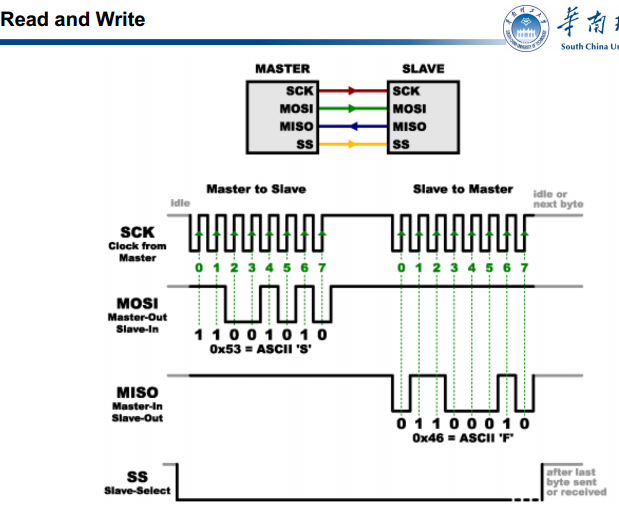 Read and Write
华南理
South China Un
MASTER
SLAVE
SCK
SCK
MOSI
MOSI
MISO
MISO
SS
SS
Master to Slave
Slave to Master
idle
idle or
next byte
SCK
Clock from
Master
0 1 2 3 4 5 6 7
0 1 2 3 4 5 6 7
MOSI
Master-Out
Slave-In
1 1 0 0 1 0 1 0
0x53 = ASCII 'S'
MISO
Master-In
Slave-Out
0 1 1 0 0 0 1 0
0x46 = ASCII 'F'
SS
Slave-Select
after last
byte sent
or received